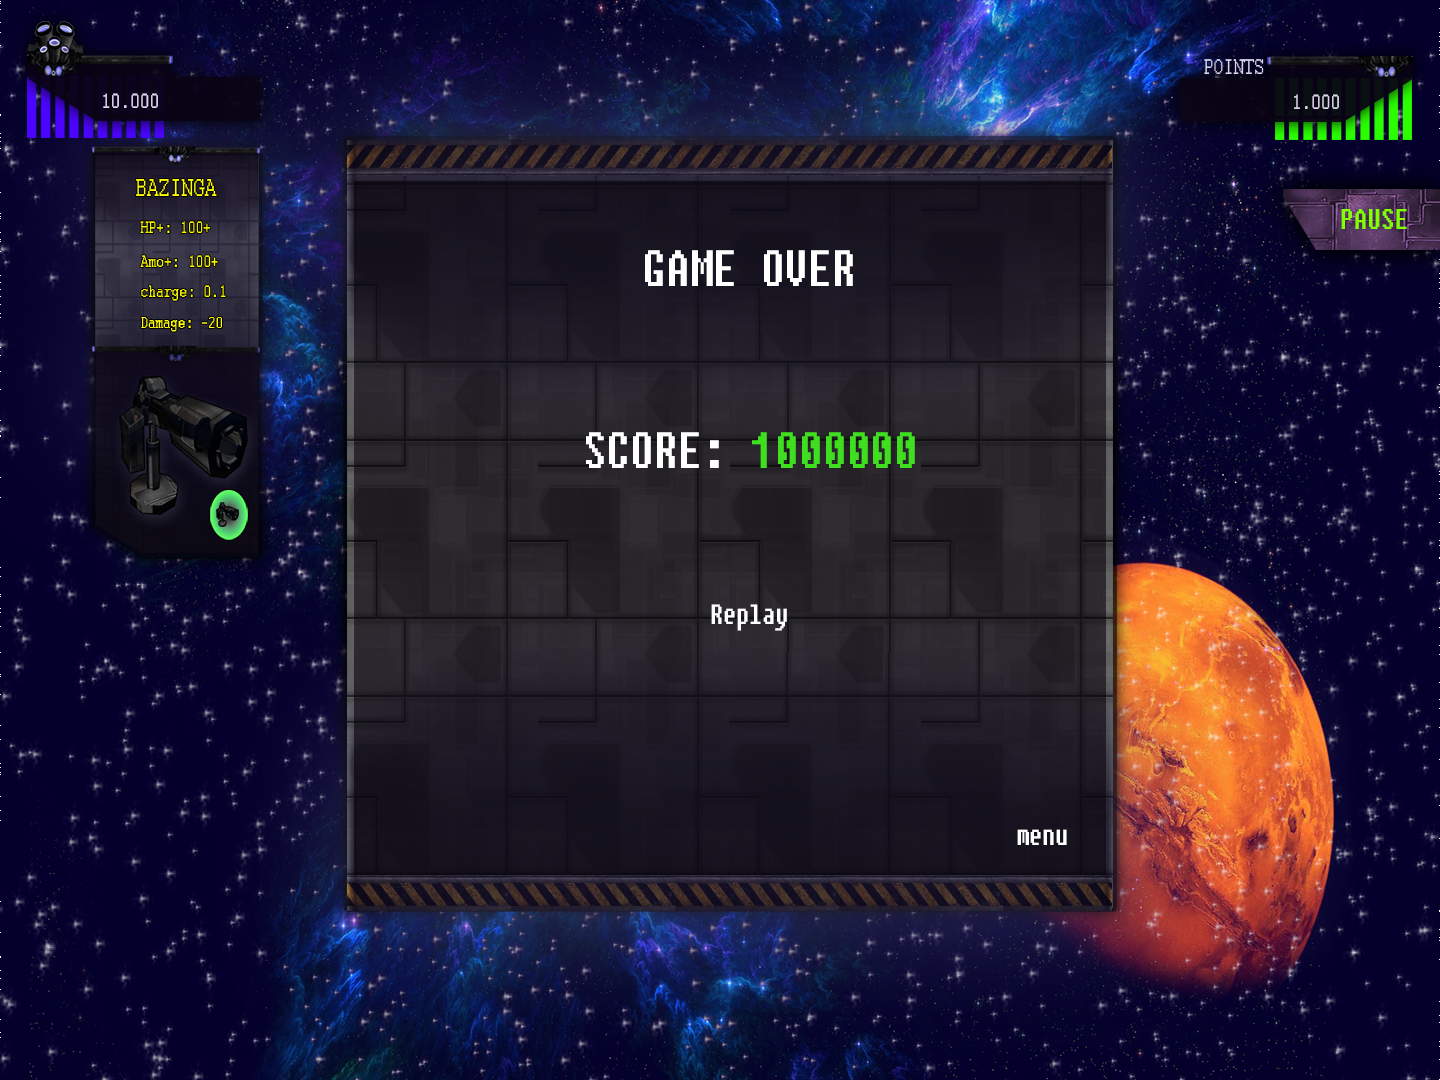 10.000
POINTS
1.000
BAZINGA
HP+: 100+
Amo+: 100+
charge: 0.1
Damage: -20
PAUSE
GAME OVER
SCORE: 1000000
Replay
menu